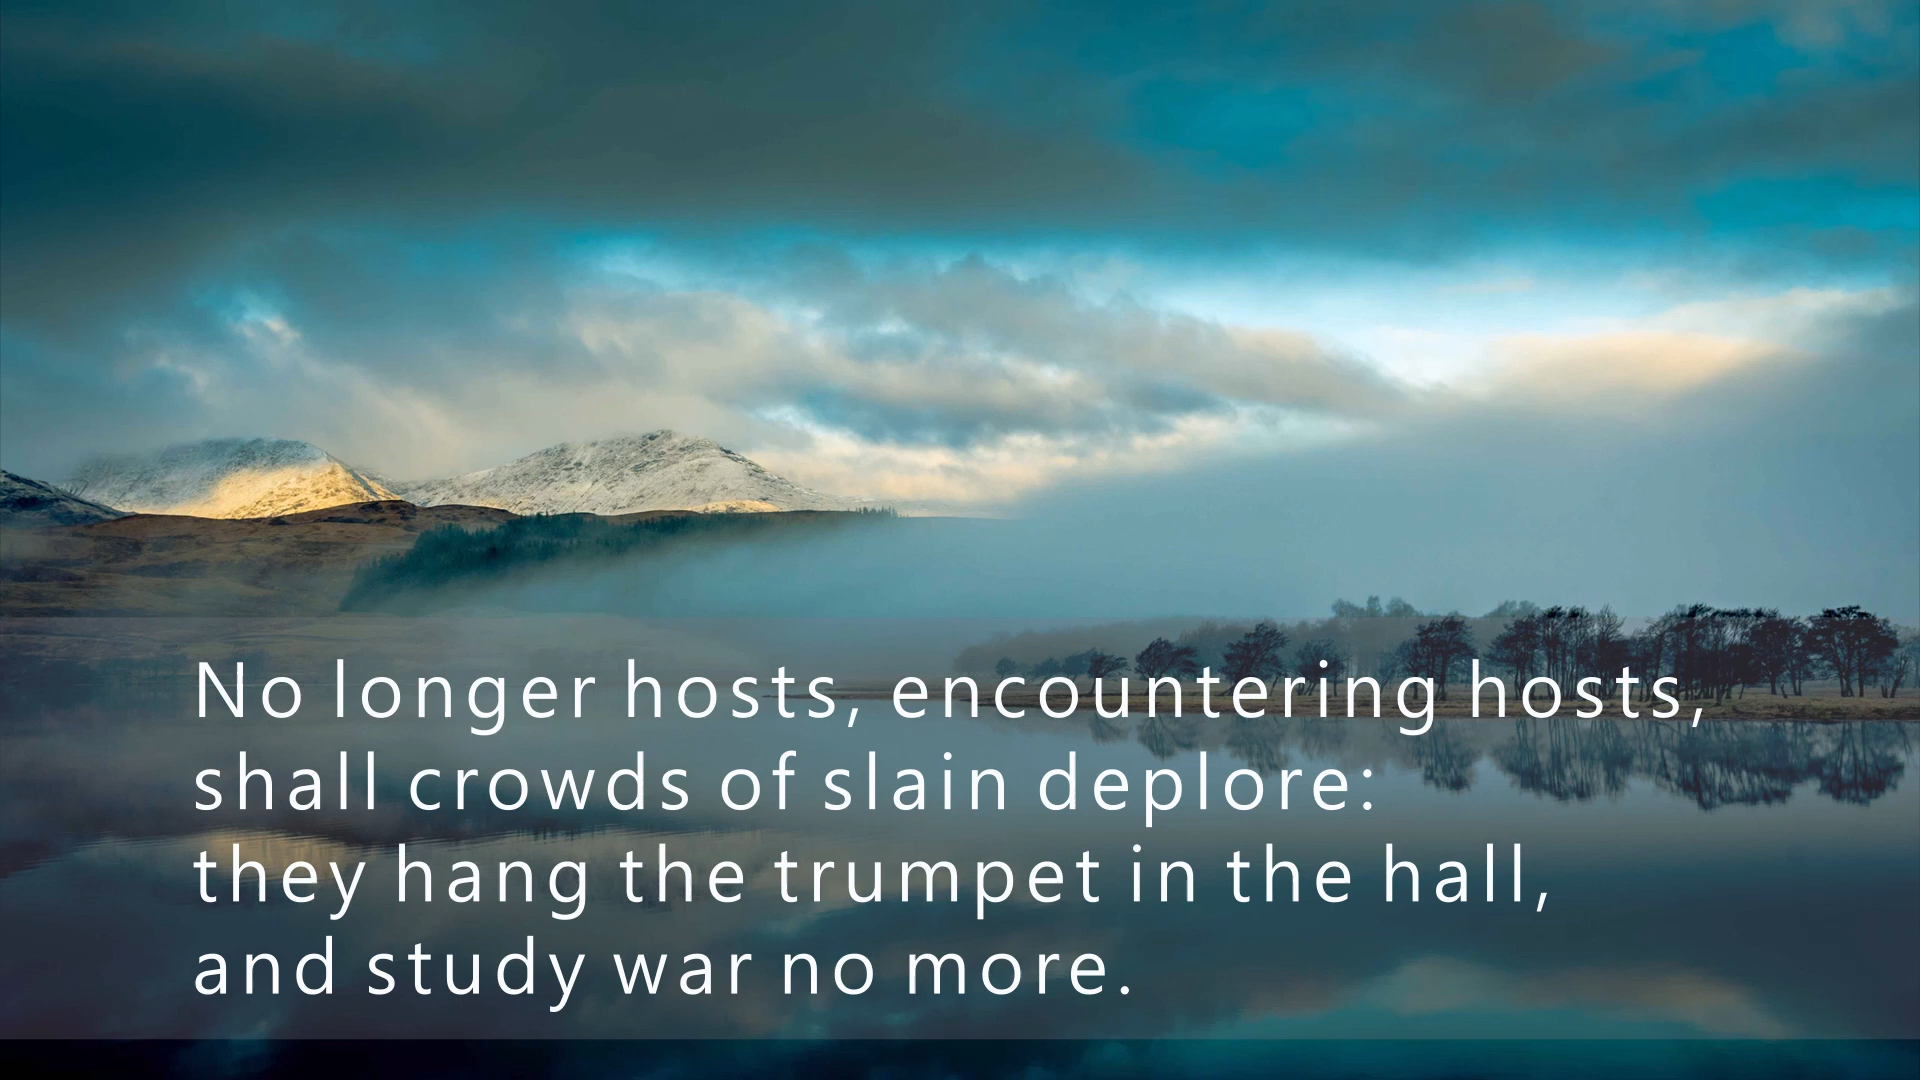 No longer hosts, encountering hosts,
shall crowds of slain deplore:
they hang the trumpet in the hall,
and study war no more.